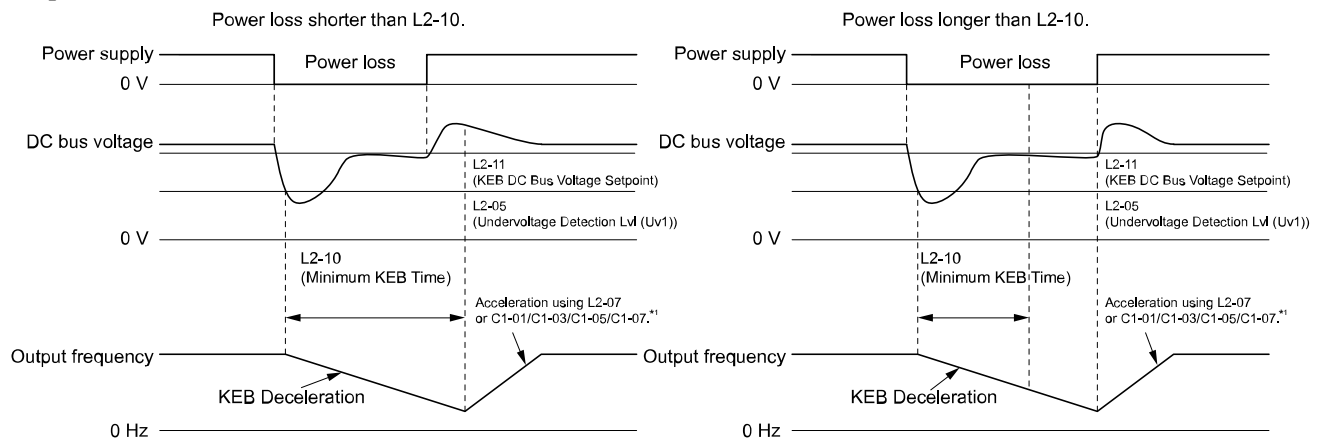 Power loss shorter than L2-10.
Power supply
Power loss
0 V
DC bus voltage
L2-11
(KEB DC Bus Voltage Setpoint)
L2-05
(Undervoltage Detection Lvl (Uv1))
0 V
L2-10
(Minimum KEB Time)
Acceleration using L2-07
or C1-01/C1-03/C1-05/C1-07.*1
Output frequency
KEB Deceleration
0 Hz
Power loss longer than L2-10.
Power supply
Power loss
0 V
DC bus voltage
L2-11
(KEB DC Bus Voltage Setpoint)
L2-05
(Undervoltage Detection Lvl (Uv1))
0 V
L2-10
(Minimum KEB Time)
Acceleration using L2-07
or C1-01/C1-03/C1-05/C1-07.*1
Output frequency
KEB Deceleration
0 Hz